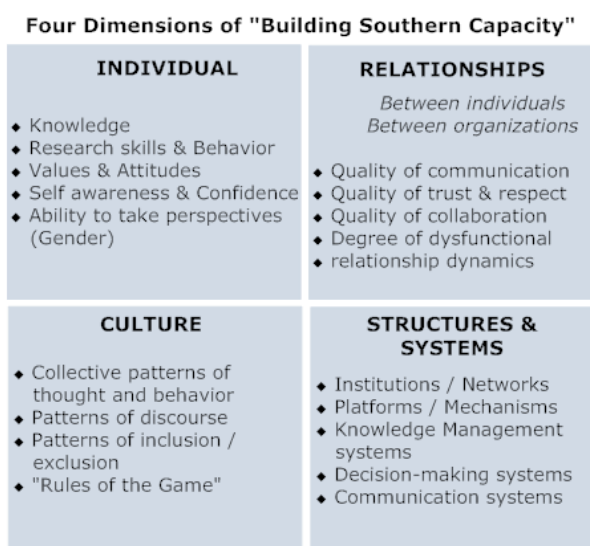 Four Dimensions of "Building Southern Capacity"
INDIVIDUAL
◆ Knowledge
◆ Research skills & Behavior
◆ Values & Attitudes
◆ Self awareness & Confidence
◆ Ability to take perspectives
(Gender)
RELATIONSHIPS
Between individuals
Between organizations
◆ Quality of communication
◆ Quality of trust & respect
◆ Quality of collaboration
◆ Degree of dysfunctional
◆ relationship dynamics
CULTURE
◆ Collective patterns of
thought and behavior
◆ Patterns of discourse
◆ Patterns of inclusion /
exclusion
◆ "Rules of the Game"
STRUCTURES &
SYSTEMS
◆ Institutions / Networks
◆ Platforms / Mechanisms
◆ Knowledge Management
systems
◆ Decision-making systems
◆ Communication systems